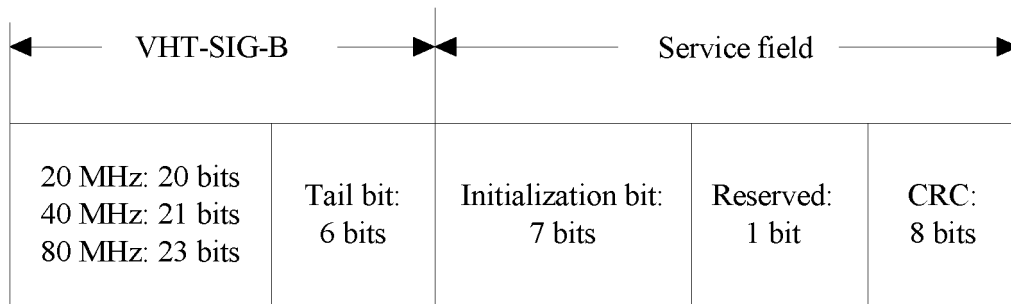 VHT-SIG-B
Service field
20 MHz: 20 bits
40 MHz: 21 bits
80 MHz: 23 bits
Tail bit:
6 bits
Initialization bit:
7 bits
Reserved:
1 bit
CRC:
8 bits